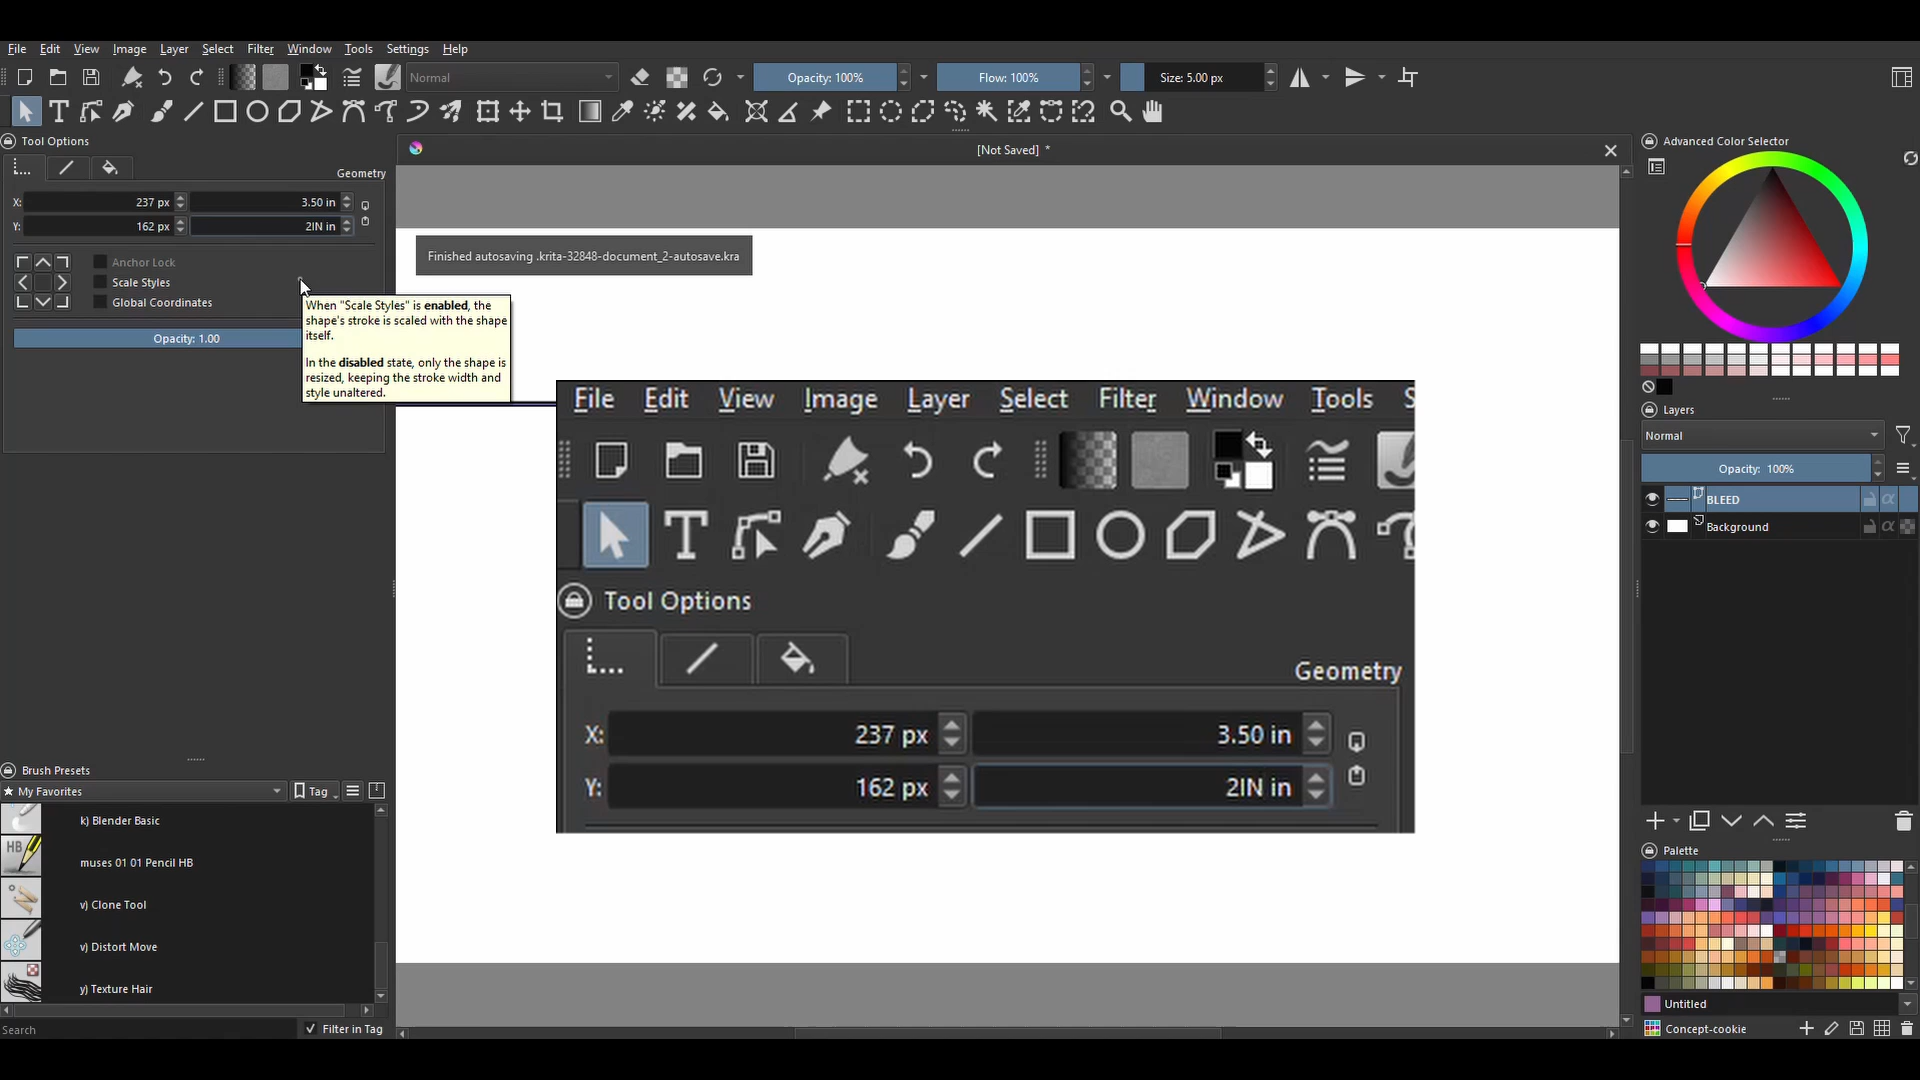 File Edit View Image Layer Select Filter Window Tools Settings Help
Normal Opacity: 100% Flow: 100% Size: 5.00 px
Tool Options
Geometry
X: 237 px 3.50 in
Y: 162 px 2IN in
Anchor Lock
Scale Styles
Global Coordinates
Opacity: 1.00
[Not Saved] *
Finished autosaving .krita-32848-document_2-autosave.kra
When "Scale Styles" is enabled, the
shape's stroke is scaled with the shape
itself.
In the disabled state, only the shape is
resized, keeping the stroke width and
style unaltered.
File Edit View Image Layer Select Filter Window Tools S
Tool Options
Geometry
X: 237 px 3.50 in
Y: 162 px 2IN in
Brush Presets
My Favorites Tag
k) Blender Basic
HB muses 01 01 Pencil HB
v) Clone Tool
v) Distort Move
y) Texture Hair
Search Filter in Tag
Advanced Color Selector
Layers
Normal
Opacity: 100%
BLEED
Background
Palette
Untitled
Concept-cookie